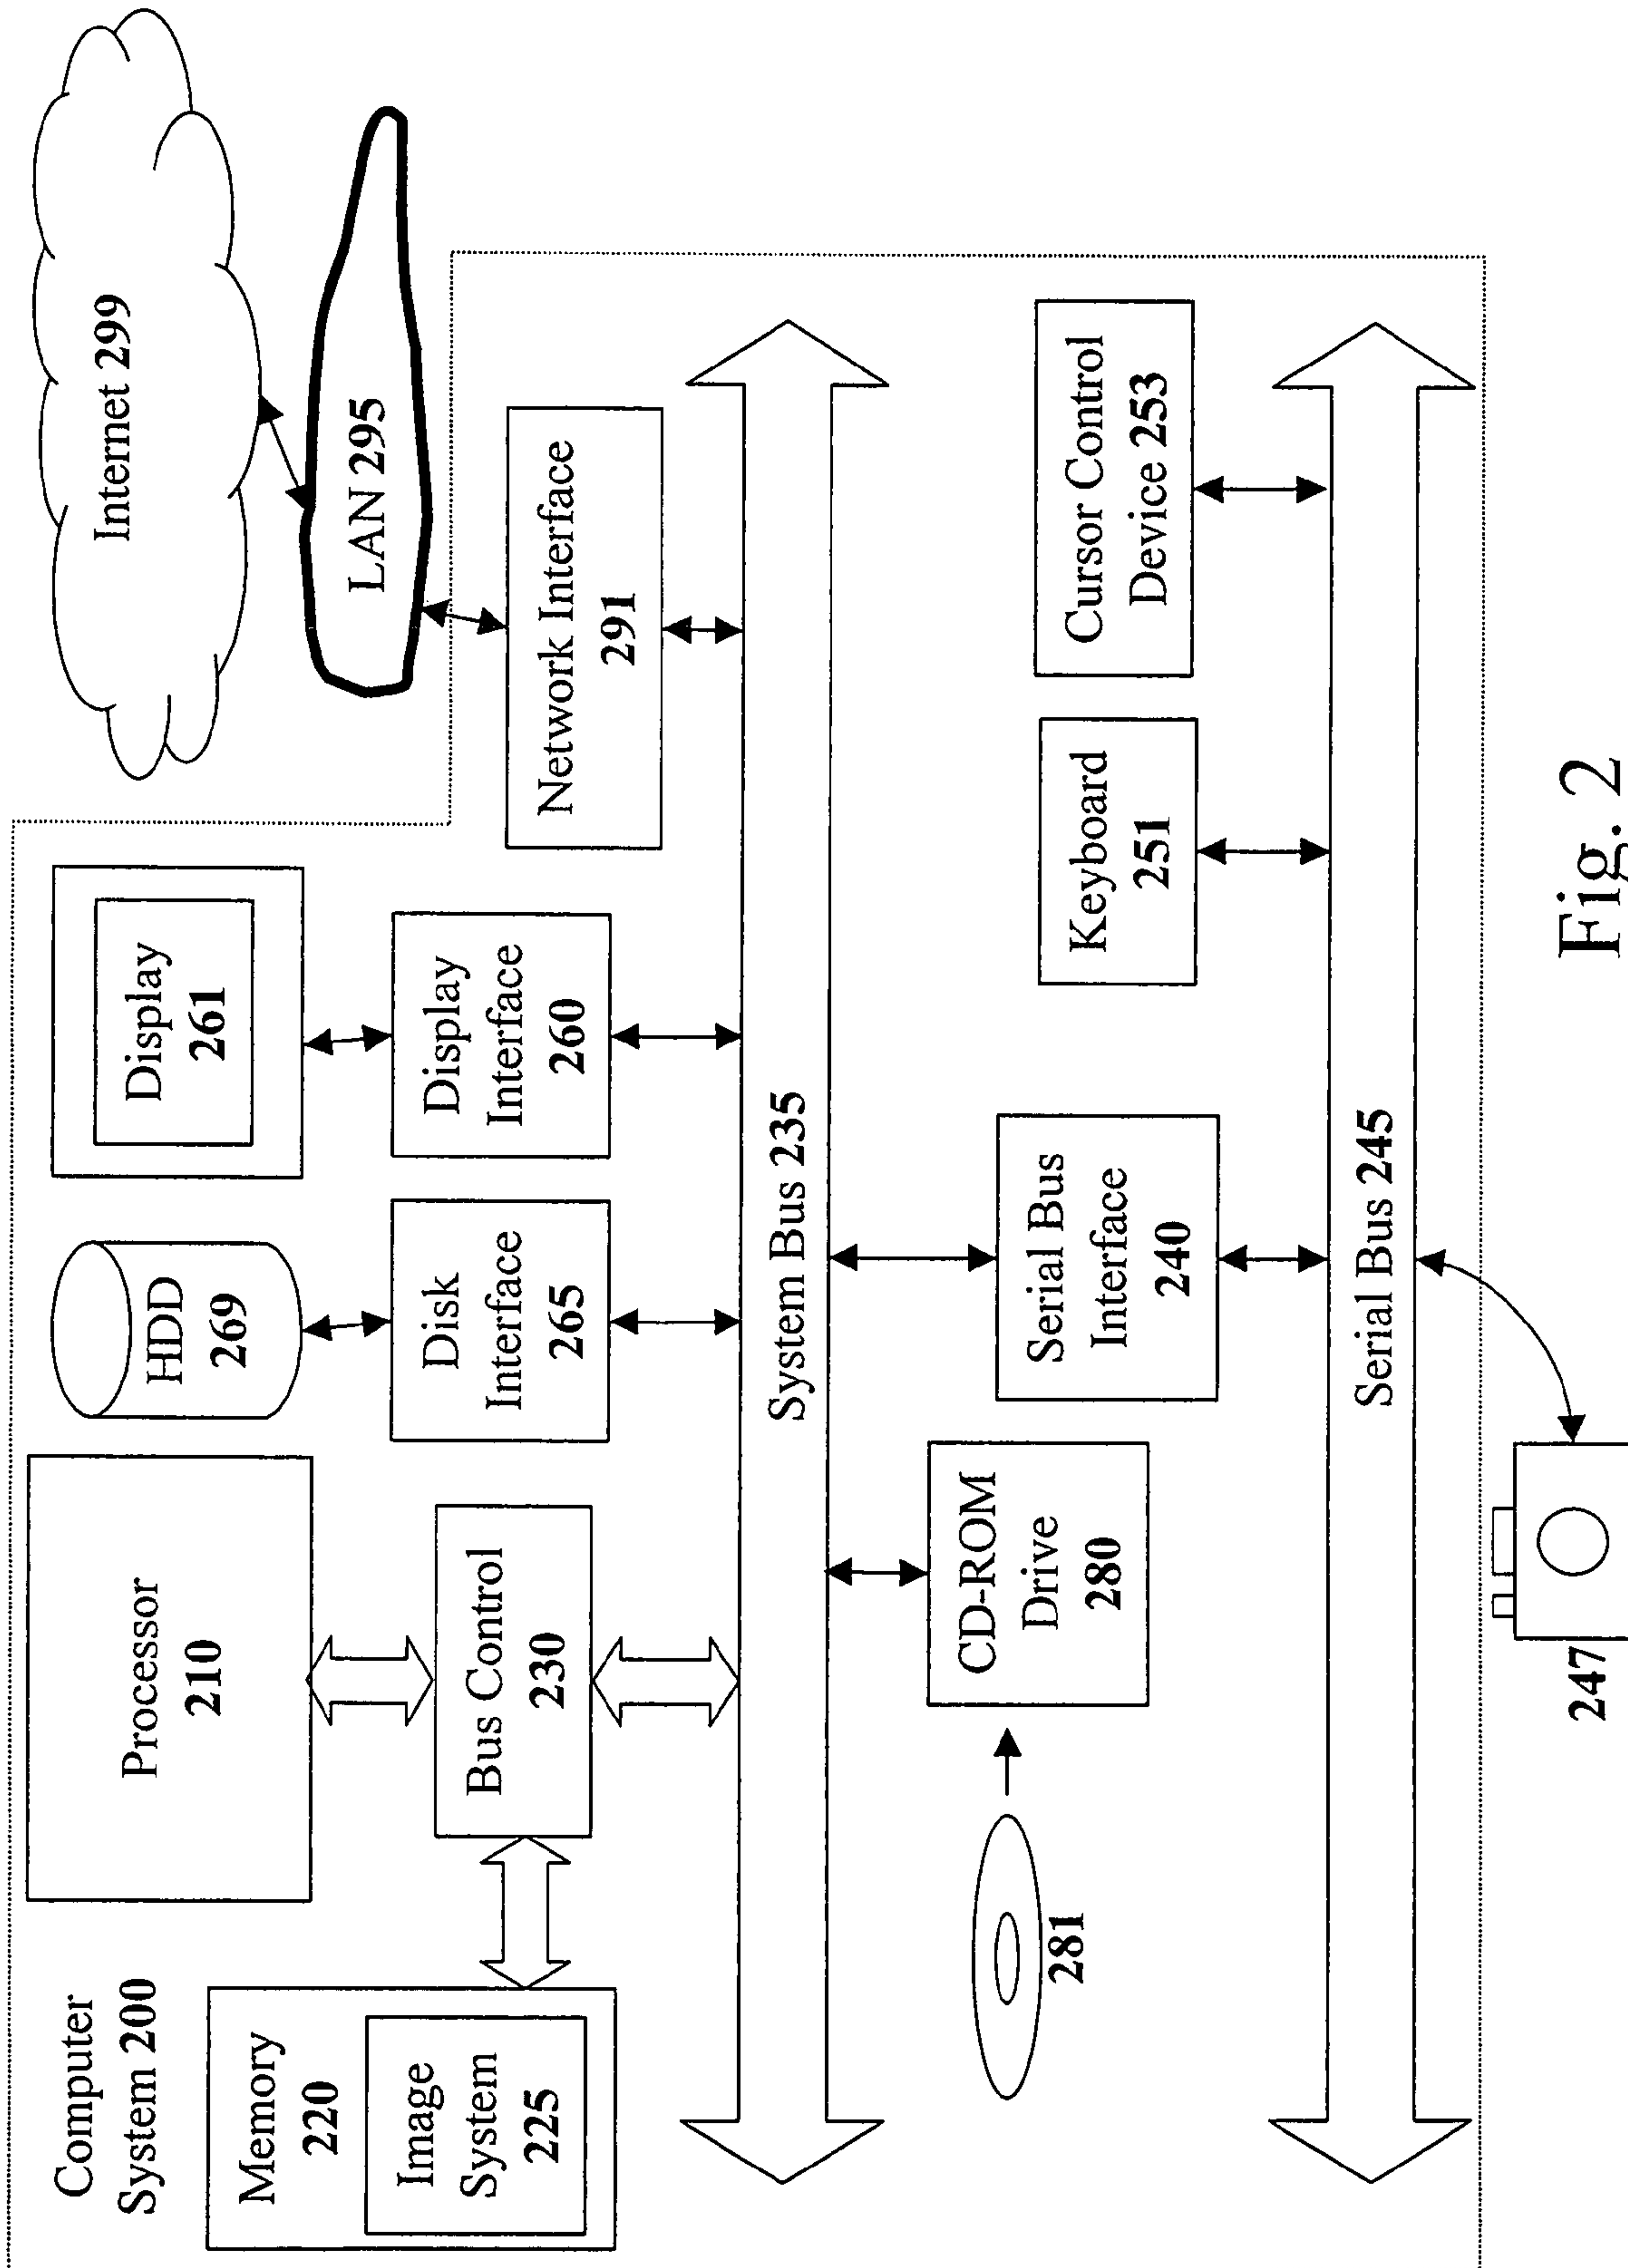 Computer
System 200
Processor
210
HDD
269
Display
261
Internet 299
Memory
220
Image
System
225
Bus Control
230
Disk
Interface
265
Display
Interface
260
LAN 295
Network Interface
291
System Bus 235
281
CD-ROM
Drive
280
Serial Bus
Interface
240
Keyboard
251
Cursor Control
Device 253
Serial Bus 245
247
Fig. 2